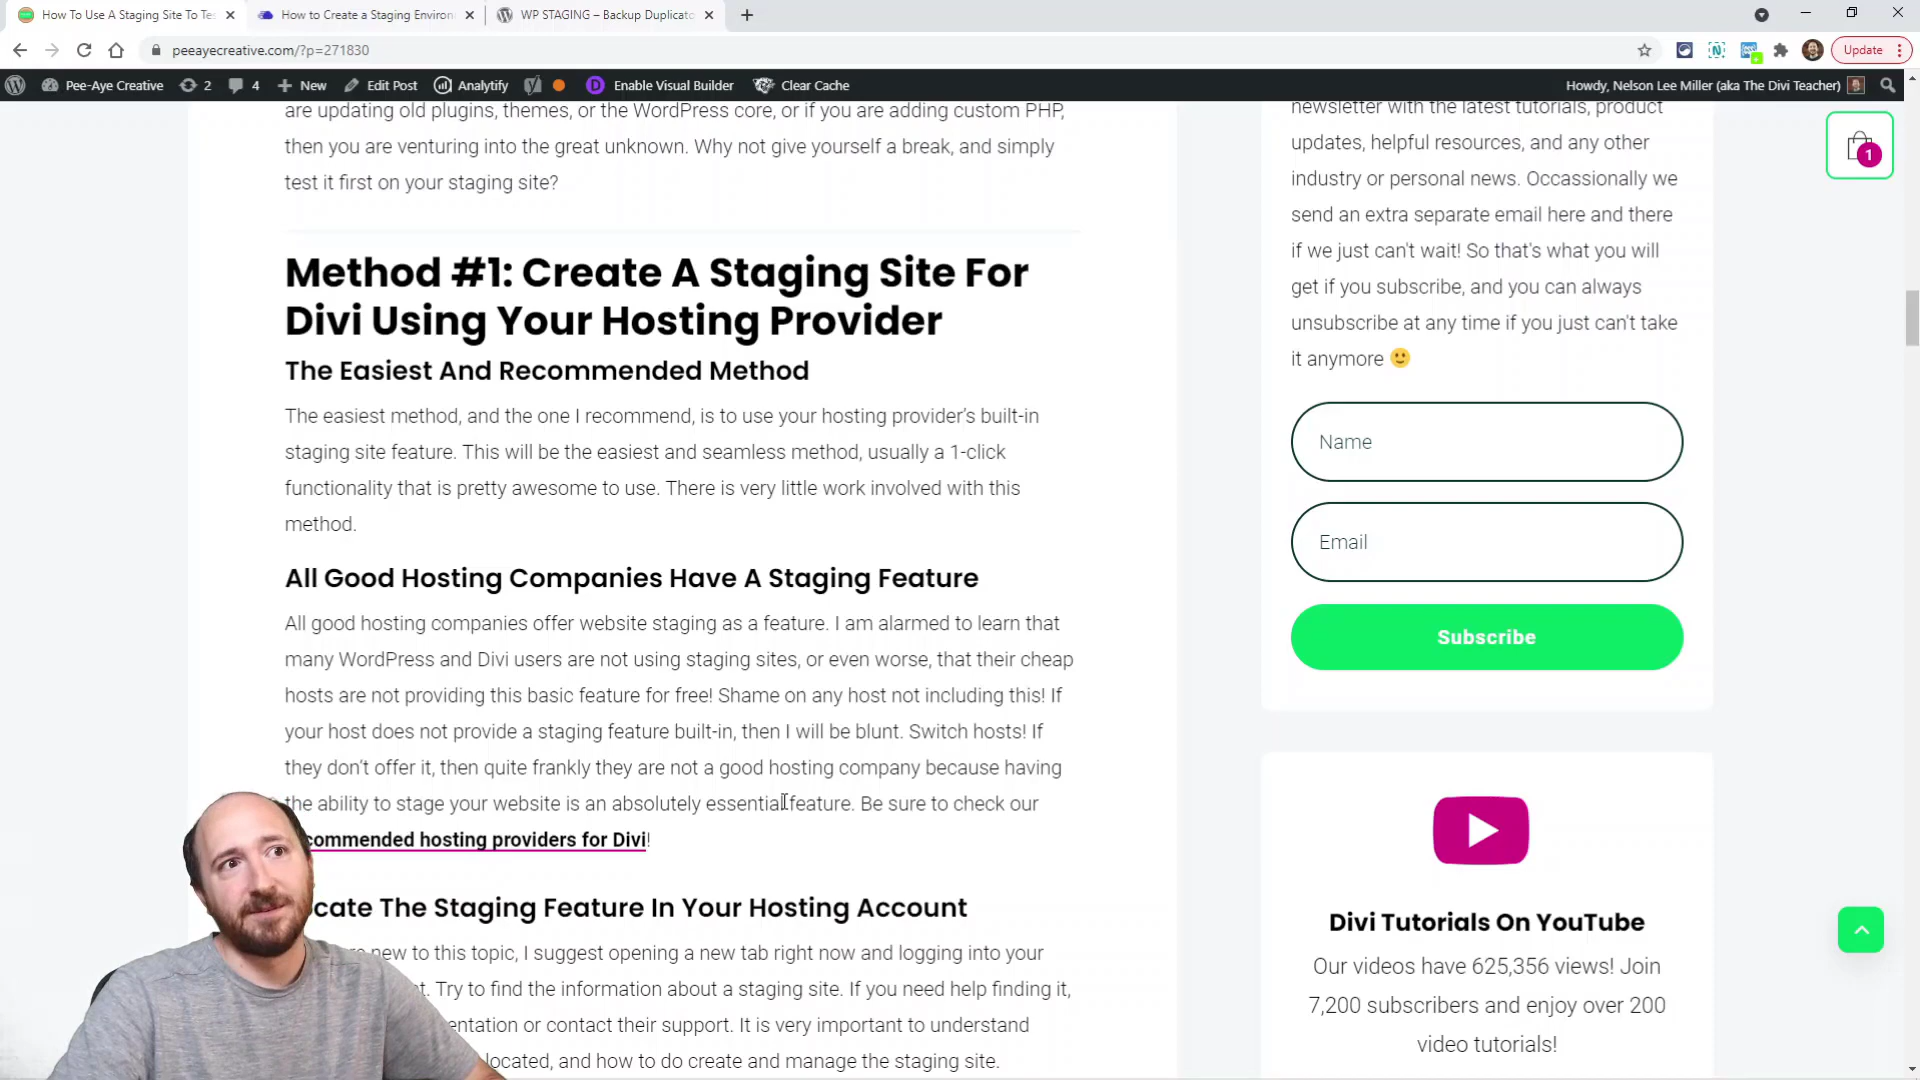 How To Use A Staging Site To Tes
How to Create a Staging Environ
WP STAGING – Backup Duplicato
peeayecreative.com/?p=271830
Update
Pee-Aye Creative
2
4
New
Edit Post
Analytify
Enable Visual Builder
Clear Cache
Howdy, Nelson Lee Miller (aka The Divi Teacher)
are updating old plugins, themes, or the WordPress core, or if you are adding custom PHP,
then you are venturing into the great unknown. Why not give yourself a break, and simply
test it first on your staging site?
Method #1: Create A Staging Site For
Divi Using Your Hosting Provider
The Easiest And Recommended Method
The easiest method, and the one I recommend, is to use your hosting provider's built-in
staging site feature. This will be the easiest and seamless method, usually a 1-click
functionality that is pretty awesome to use. There is very little work involved with this
method.
All Good Hosting Companies Have A Staging Feature
All good hosting companies offer website staging as a feature. I am alarmed to learn that
many WordPress and Divi users are not using staging sites, or even worse, that their cheap
hosts are not providing this basic feature for free! Shame on any host not including this! If
your host does not provide a staging feature built-in, then I will be blunt. Switch hosts! If
they don't offer it, then quite frankly they are not a good hosting company because having
the ability to stage your website is an absolutely essential feature. Be sure to check our
commended hosting providers for Divi!
cate The Staging Feature In Your Hosting Account
new to this topic, I suggest opening a new tab right now and logging into your
t. Try to find the information about a staging site. If you need help finding it,
entation or contact their support. It is very important to understand
located, and how to do create and manage the staging site.
newsletter with the latest tutorials, product
updates, helpful resources, and any other
industry or personal news. Occassionally we
send an extra separate email here and there
if we just can't wait! So that's what you will
get if you subscribe, and you can always
unsubscribe at any time if you just can't take
it anymore 🙂
Name
Email
Subscribe
1
Divi Tutorials On YouTube
Our videos have 625,356 views! Join
7,200 subscribers and enjoy over 200
video tutorials!